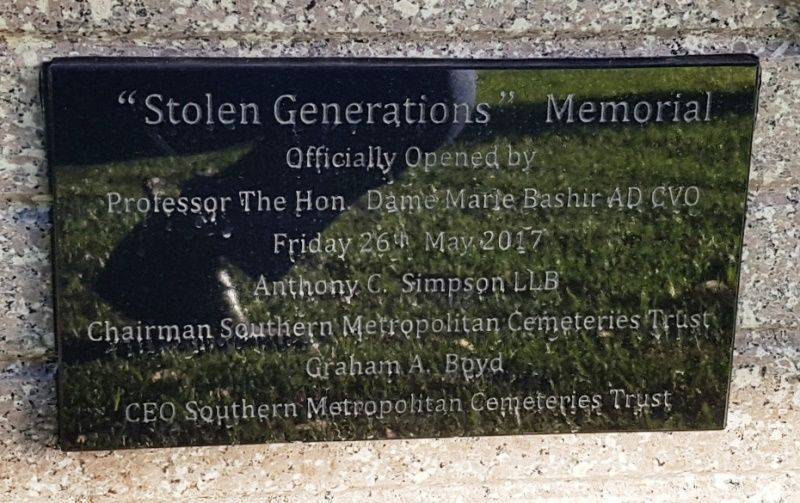 “Stolen Generations” Memorial
Officially Opened by
Professor The Hon. Dame Marie Bashir AD CVO
Friday 26th May 2017
Anthony C. Simpson LLB
Chairman Southern Metropolitan Cemeteries Trust
Graham A. Boyd
CEO Southern Metropolitan Cemeteries Trust